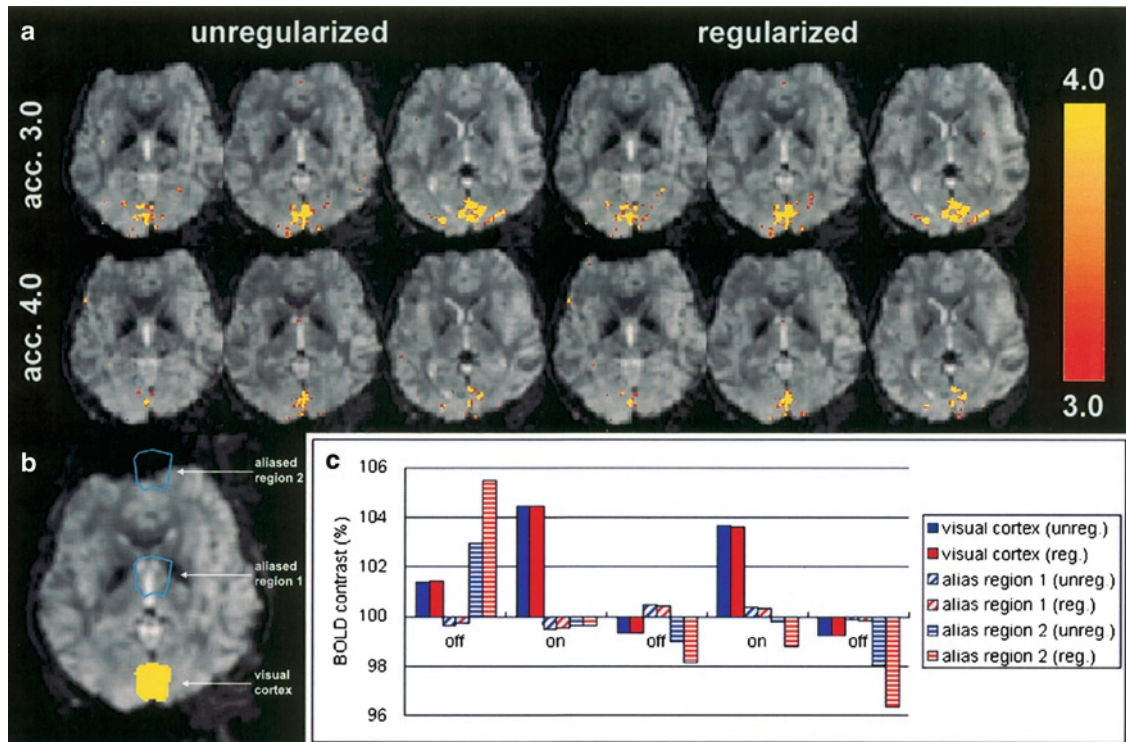 a
unregularized
regularized
acc. 3.0
acc. 4.0
4.0
3.0
b
aliased
region 2
aliased
region 1
visual
cortex
c
BOLD contrast (%)
106
104
102
100
98
96
off
on
off
on
off
visual cortex (unreg.)
visual cortex (reg.)
alias region 1 (unreg.)
alias region 1 (reg.)
alias region 2 (unreg.)
alias region 2 (reg.)